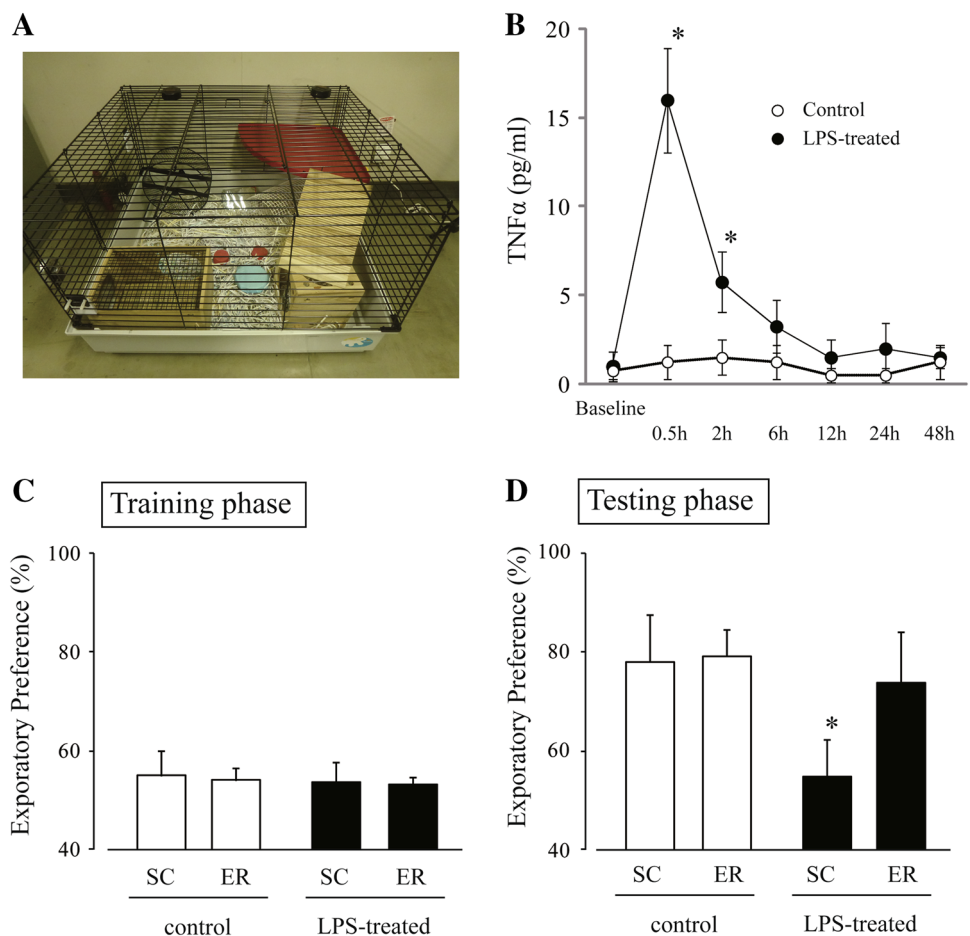 A
B
20
15
10
5
0
TNFα (pg/ml)
*
*
Control
LPS-treated
Baseline
0.5h 2h 6h 12h 24h 48h
C
Training phase
100
80
60
40
Exporatory Preference (%)
SC ER SC ER
control LPS-treated
D
Testing phase
100
80
60
40
Exporatory Preference (%)
*
SC ER SC ER
control LPS-treated